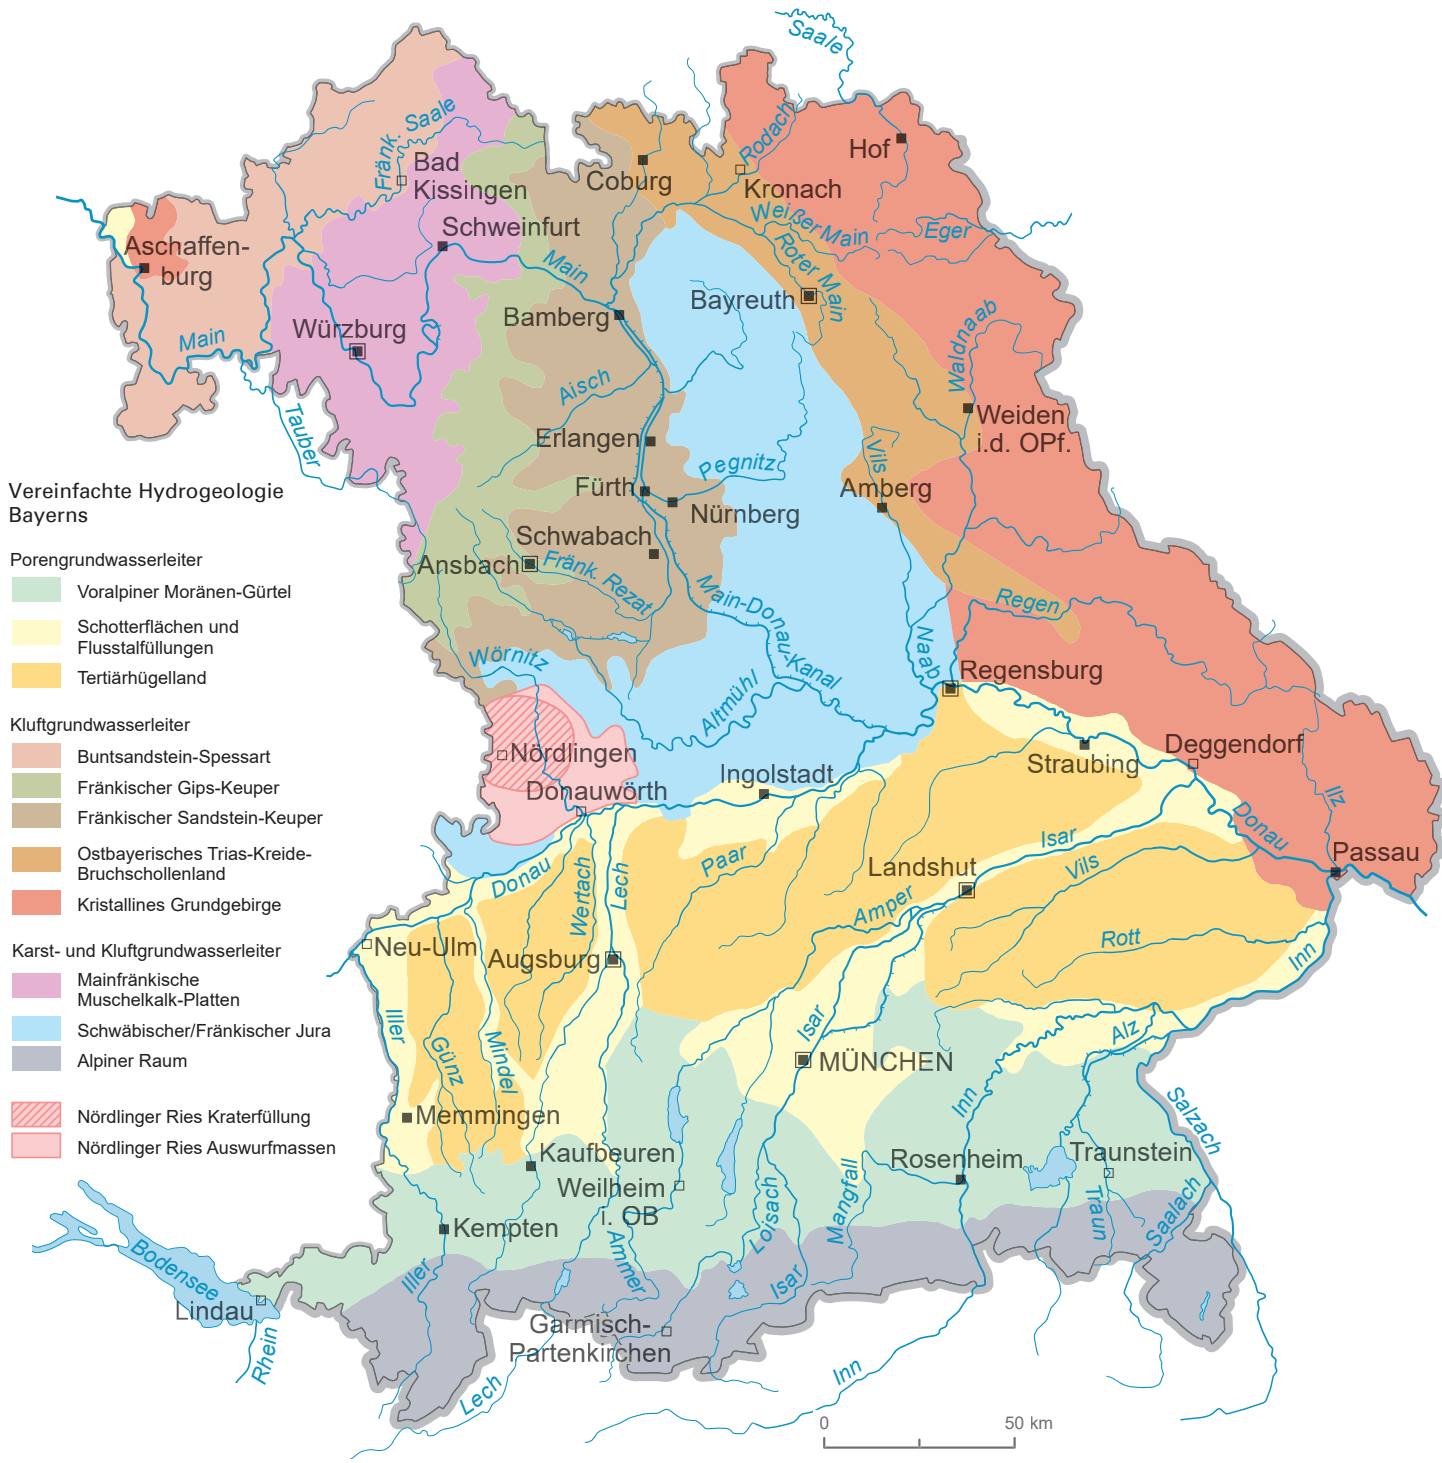 Saale
Fränk. Saale
Bad
Kissingen
Hof
Rodach
Coburg
Kronach
Weißer Main
Eger
Schweinfurt
Aschaffen-
burg
Main
Roter Main
Bayreuth
Bamberg
Würzburg
Main
Waldnaab
Aisch
Tauber
Weiden
i.d. OPf.
Erlangen
Vils
Pegnitz
Fürth
Amberg
Nürnberg
Schwabach
Ansbach
Fränk. Rezat
Main-Donau-Kanal
Regen
Naab
Wörnitz
Altmühl
Regensburg
Nördlingen
Donauwörth
Ingolstadt
Straubing
Deggendorf
Ilz
Donau
Passau
Isar
Vils
Landshut
Paar
Amper
Donau
Wertach
Lech
Rott
Inn
Neu-Ulm
Augsburg
Iller
Günz
Mindel
Isar
Alz
MÜNCHEN
Memmingen
Inn
Salzach
Kaufbeuren
Weilheim
i. OB
Rosenheim
Traunstein
Loisach
Mangfall
Traun
Saalach
Kempten
Iller
Ammer
Isar
Bodensee
Lindau
Rhein
Garmisch-
Partenkirchen
Lech
Inn
0 50 km
Vereinfachte Hydrogeologie
Bayerns
Porengrundwasserleiter
Voralpiner Moränen-Gürtel
Schotterflächen und
Flusstalfüllungen
Tertiärhügelland
Kluftgrundwasserleiter
Buntsandstein-Spessart
Fränkischer Gips-Keuper
Fränkischer Sandstein-Keuper
Ostbayerisches Trias-Kreide-
Bruchschollenland
Kristallines Grundgebirge
Karst- und Kluftgrundwasserleiter
Mainfränkische
Muschelkalk-Platten
Schwäbischer/Fränkischer Jura
Alpiner Raum
Nördlinger Ries Kraterfüllung
Nördlinger Ries Auswurfmassen